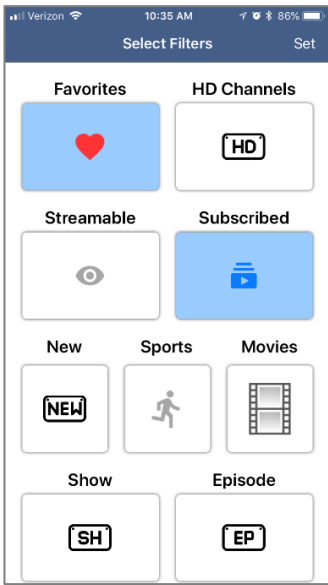 Verizon 10:35 AM 86%
Select Filters Set
Favorites HD Channels
HD
Streamable Subscribed
New Sports Movies
NEW
Show Episode
SH EP